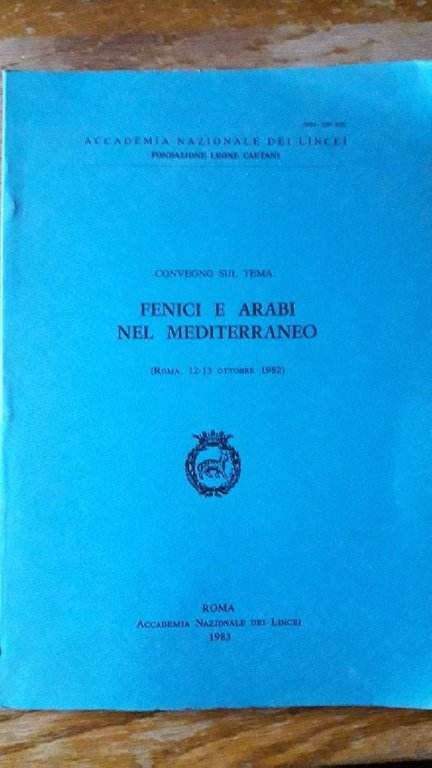 ACCADEMIA NAZIONALE DEI LINCEI
FONDAZIONE LEONE CAETANI
CONVEGNO SUL TEMA:
FENICI E ARABI
NEL MEDITERRANEO
(ROMA, 12-13 OTTOBRE 1982)
ROMA
ACCADEMIA NAZIONALE DEI LINCEI
1983